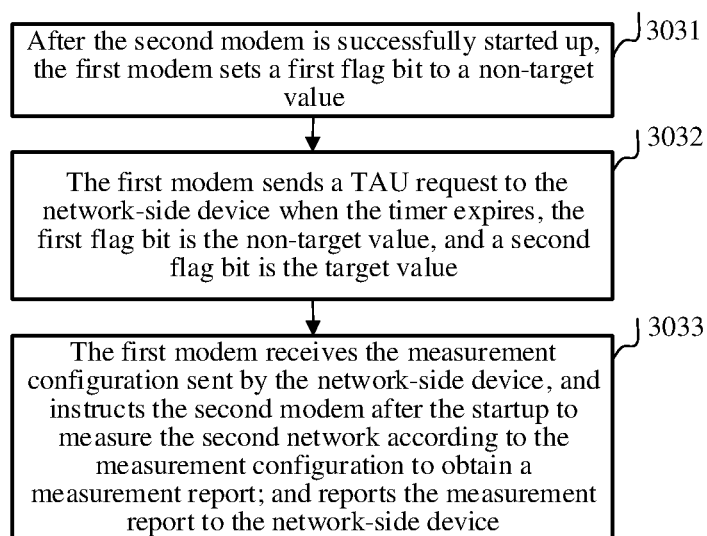 After the second modem is successfully started up,
the first modem sets a first flag bit to a non-target
value
3031
The first modem sends a TAU request to the
network-side device when the timer expires, the
first flag bit is the non-target value, and a second
flag bit is the target value
3032
The first modem receives the measurement
configuration sent by the network-side device, and
instructs the second modem after the startup to
measure the second network according to the
measurement configuration to obtain a
measurement report; and reports the measurement
report to the network-side device
3033